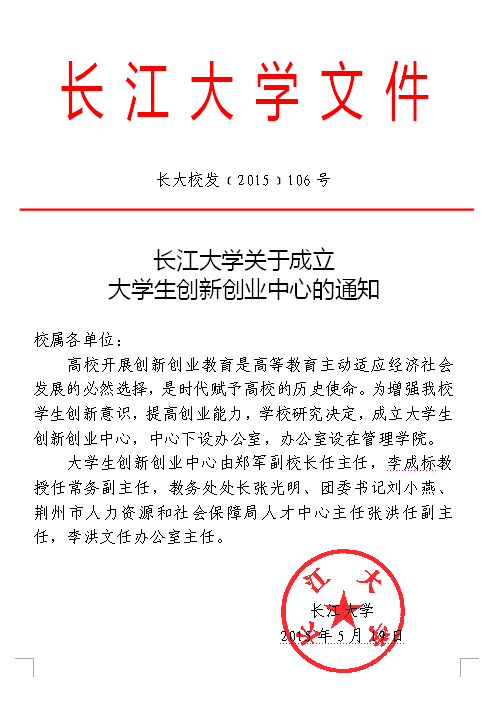 长江大学文件
长大校发﹝2015﹞106号
长江大学关于成立
大学生创新创业中心的通知
校属各单位：
高校开展创新创业教育是高等教育主动适应经济社会
发展的必然选择，是时代赋予高校的历史使命。为增强我校
学生创新意识，提高创业能力，学校研究决定，成立大学生
创新创业中心，中心下设办公室，办公室设在管理学院。
大学生创新创业中心由郑军副校长任主任，李成标教
授任常务副主任，教务处处长张光明、团委书记刘小燕、
荆州市人力资源和社会保障局人才中心主任张洪任副主
任，李洪文任办公室主任。
长江大学
长江大学
2015年5月19日